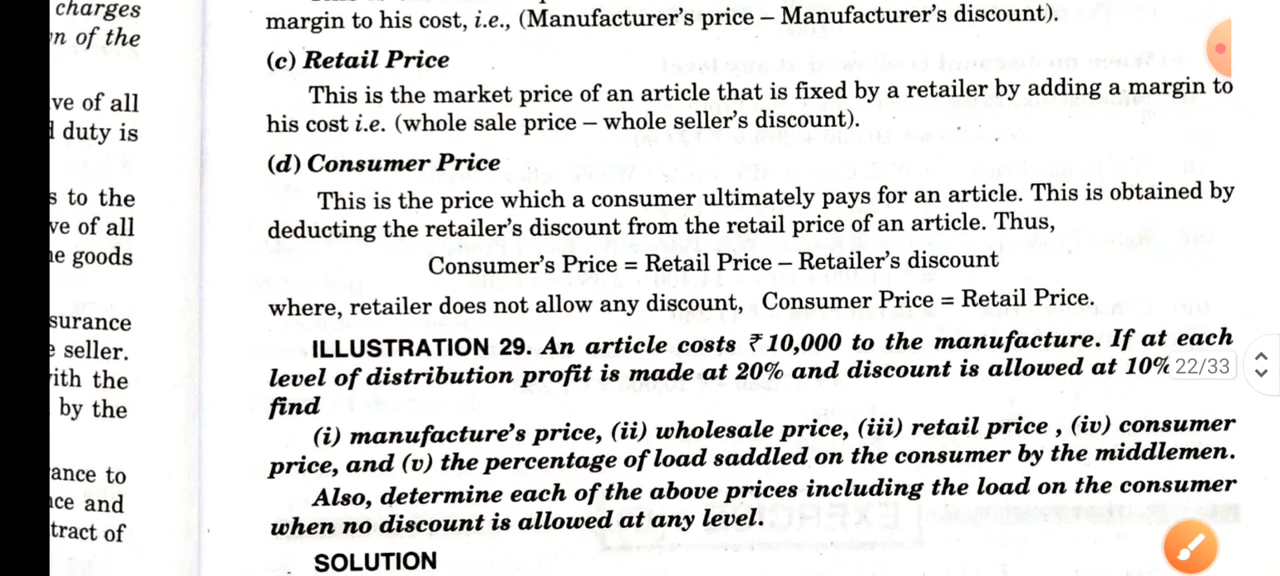 charges
n of the
ve of all
duty is
s to the
ve of all
e goods
surance
e seller.
ith the
by the
ance to
ce and
tract of
margin to his cost, i.e., (Manufacturer's price – Manufacturer's discount).
(c) Retail Price
This is the market price of an article that is fixed by a retailer by adding a margin to
his cost i.e. (whole sale price – whole seller's discount).
(d) Consumer Price
This is the price which a consumer ultimately pays for an article. This is obtained by
deducting the retailer's discount from the retail price of an article. Thus,
Consumer's Price = Retail Price – Retailer's discount
where, retailer does not allow any discount, Consumer Price = Retail Price.
ILLUSTRATION 29. An article costs ₹ 10,000 to the manufacture. If at each
level of distribution profit is made at 20% and discount is allowed at 10%
22/33
find
(i) manufacture's price, (ii) wholesale price, (iii) retail price , (iv) consumer
price, and (v) the percentage of load saddled on the consumer by the middlemen.
Also, determine each of the above prices including the load on the consumer
when no discount is allowed at any level.
SOLUTION